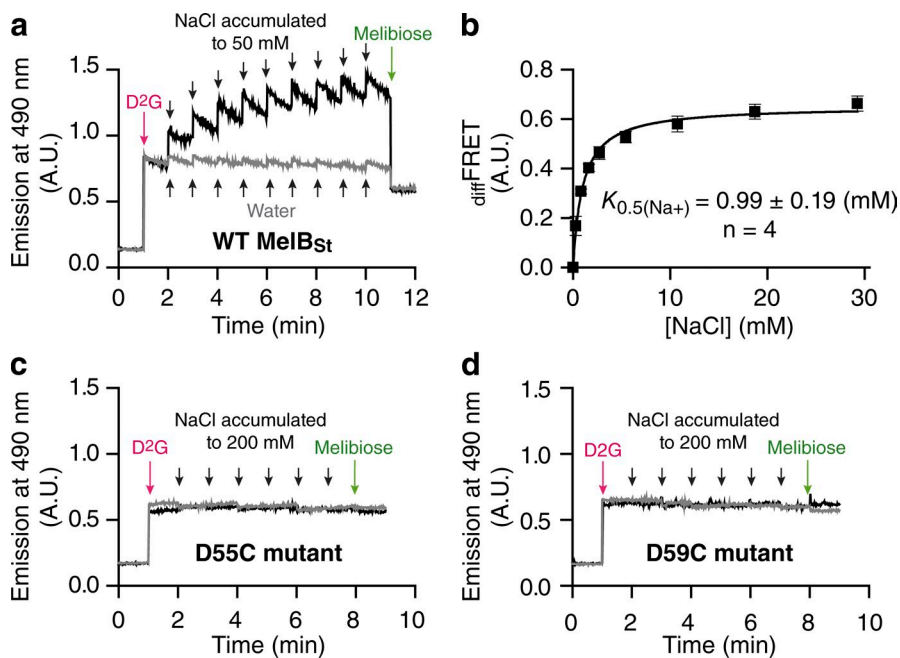 a
NaCl accumulated
to 50 mM
Melibiose
D²G
Emission at 490 nm
(A.U.)
1.5
1.0
0.5
0.0
Water
WT MelB_St
0 2 4 6 8 10 12
Time (min)
b
diffFRET
(A.U.)
0.8
0.6
0.4
0.2
0.0
K0.5(Na+) = 0.99 ± 0.19 (mM)
n = 4
0 10 20 30
[NaCl] (mM)
c
NaCl accumulated
to 200 mM
D²G
Melibiose
Emission at 490 nm
(A.U.)
1.5
1.0
0.5
0.0
D55C mutant
0 2 4 6 8 10
Time (min)
d
NaCl accumulated
to 200 mM
D2G
Melibiose
Emission at 490 nm
(A.U.)
1.5
1.0
0.5
0.0
D59C mutant
0 2 4 6 8 10
Time (min)